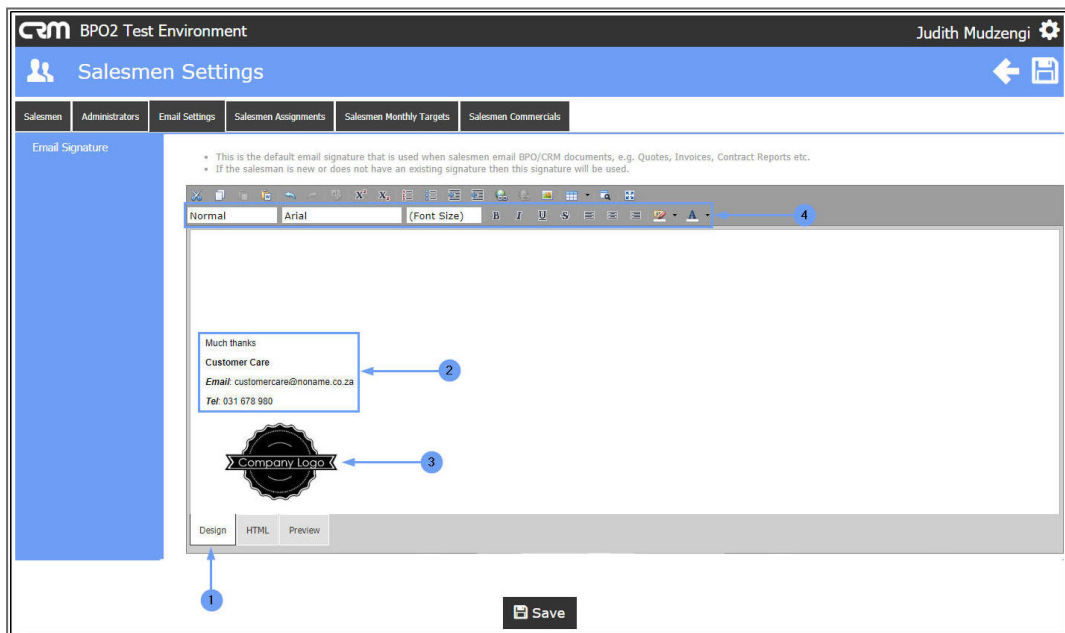 CRM BPO2 Test Environment Judith Mudzengi
Salesmen Settings
Salesmen Administrators Email Settings Salesmen Assignments Salesmen Monthly Targets Salesmen Commercials
Email Signature
• This is the default email signature that is used when salesmen email BPO/CRM documents, e.g. Quotes, Invoices, Contract Reports etc.
• If the salesman is new or does not have an existing signature then this signature will be used.
X² X₂
Normal Arial (Font Size) B I U S A 4
Much thanks
Customer Care
Email: customercare@noname.co.za
Tel: 031 678 980
2
Company Logo 3
Design HTML Preview
1
Save